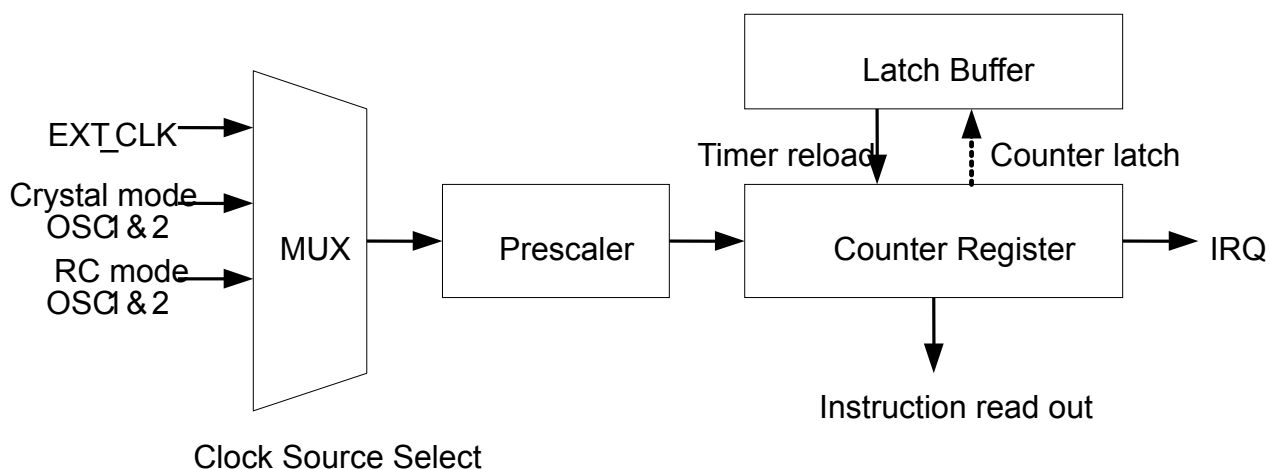 Latch Buffer
EXT_CLK
Timer reload
Counter latch
Crystal mode
OSC1 & 2
MUX
Prescaler
Counter Register
IRQ
RC mode
OSC1 & 2
Instruction read out
Clock Source Select